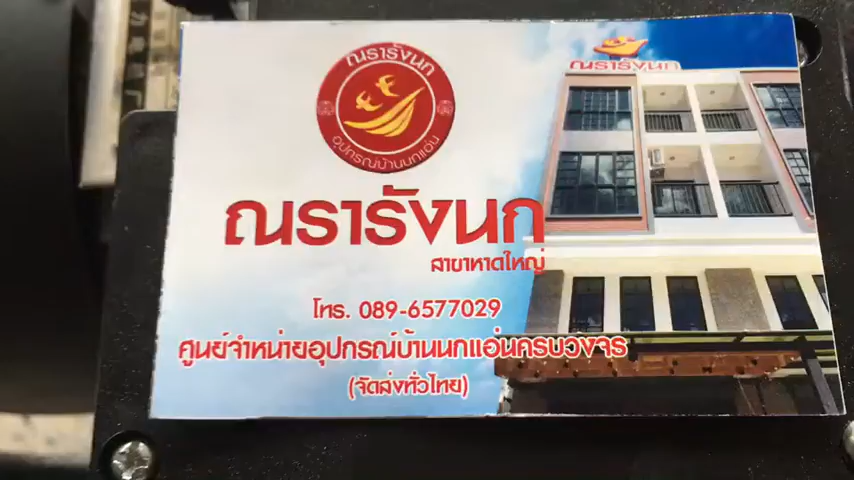 ณรารังนก
อุปกรณ์บ้านนกแอ่น
ณรารังนก
ณรารังนก
สาขาหาดใหญ่
โทร. 089-6577029
ศูนย์จำหน่ายอุปกรณ์บ้านนกแอ่นครบวงจร
(จัดส่งทั่วไทย)